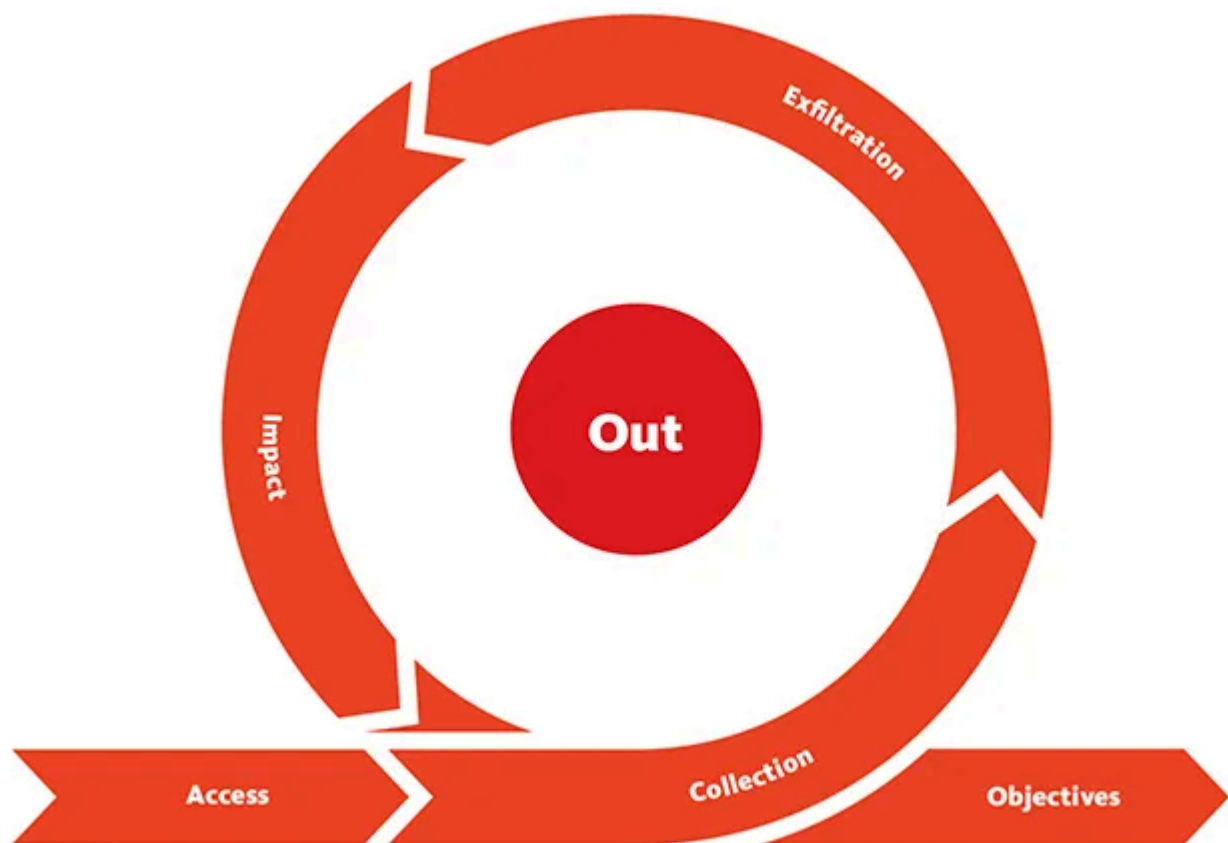 Exfiltration
Impact
Out
Collection
Access
Objectives